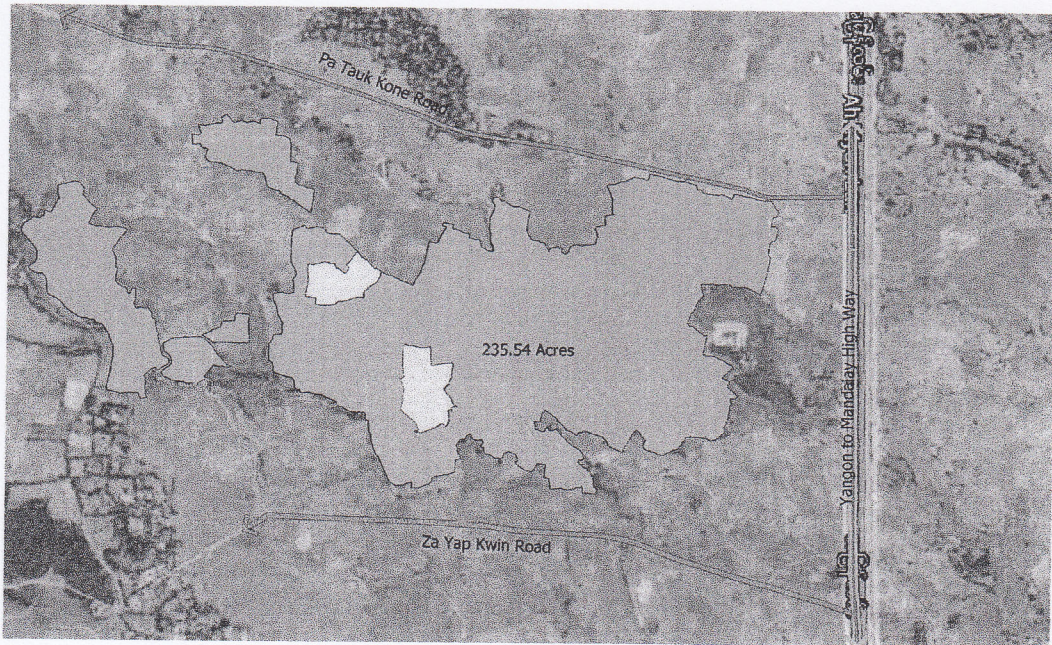 Pa Tauk Kone Road
235.54 Acres
Yangon to Mandalay High Way
Za Yap Kwin Road